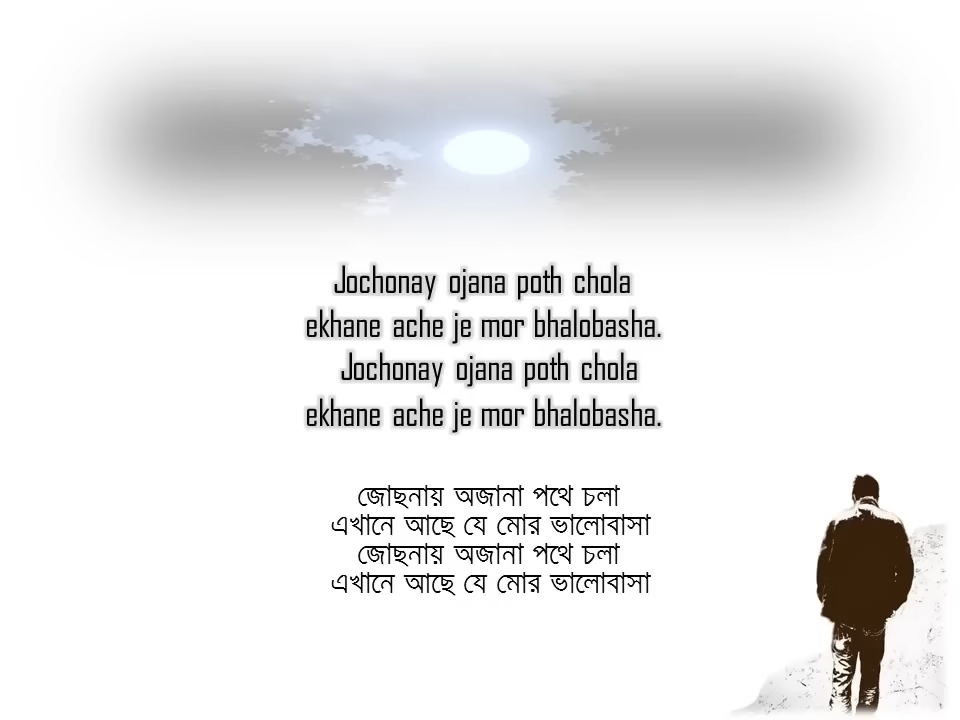 Jochonay ojana poth chola
ekhane ache je mor bhalobasha.
Jochonay ojana poth chola
ekhane ache je mor bhalobasha.
জোছনায় অজানা পথে চলা
এখানে আছে যে মোর ভালোবাসা
জোছনায় অজানা পথে চলা
এখানে আছে যে মোর ভালোবাসা